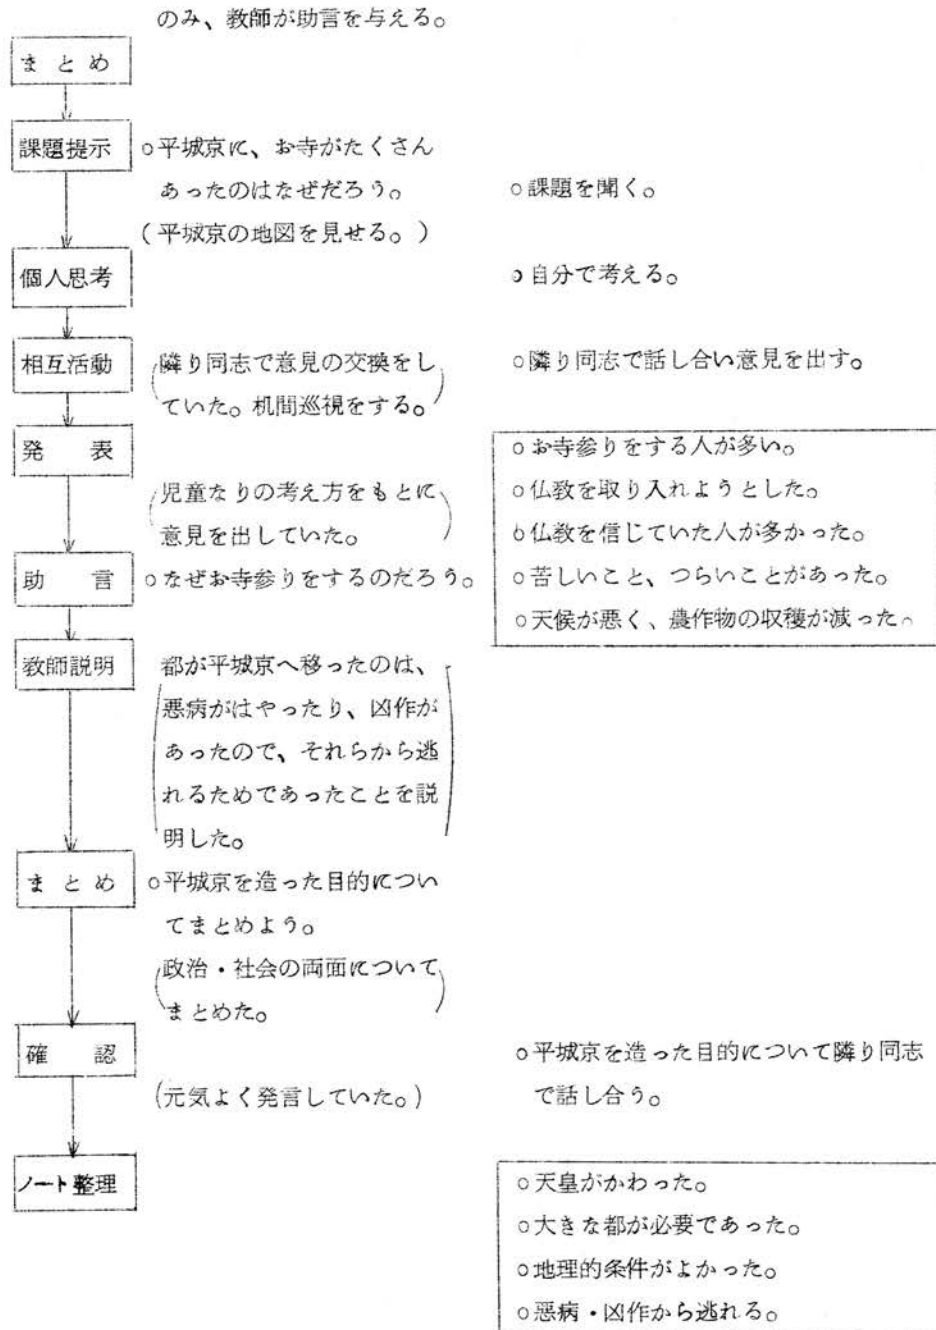 のみ、教師が助言を与える。
まとめ
課題提示
○平城京に、お寺がたくさん
あったのはなぜだろう。
(平城京の地図を見せる。)
○課題を聞く。
個人思考
○自分で考える。
相互活動
(隣り同志で意見の交換をし
ていた。机間巡視をする。)
○隣り同志で話し合い意見を出す。
発表
(児童なりの考え方をもとに
意見を出していた。)
○お寺参りをする人が多い。
○仏教を取り入れようとした。
○仏教を信じていた人が多かった。
○苦しいこと、つらいことがあった。
○天候が悪く、農作物の収穫が減った。
助言
○なぜお寺参りをするのだろう。
教師説明
(都が平城京へ移ったのは、
悪病がはやったり、凶作が
あったので、それらから逃
れるためであったことを説
明した。)
まとめ
○平城京を造った目的につい
てまとめよう。
(政治・社会の両面について
まとめた。)
確認
(元気よく発言していた。)
○平城京を造った目的について隣り同志
で話し合う。
ノート整理
○天皇がかわった。
○大きな都が必要であった。
○地理的条件がよかった。
○悪病・凶作から逃れる。